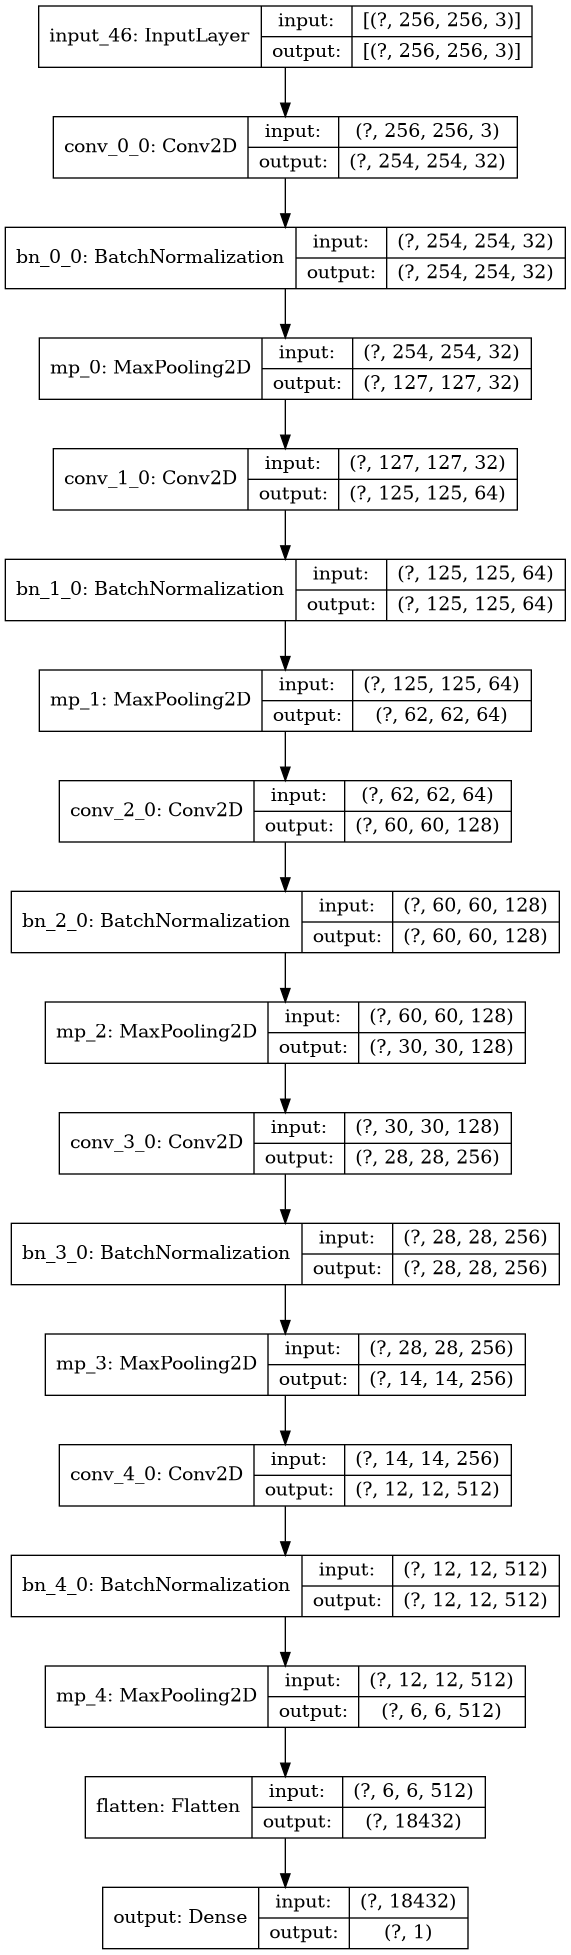 input_46: InputLayer
input: [(?, 256, 256, 3)]
output: [(?, 256, 256, 3)]
conv_0_0: Conv2D
input: (?, 256, 256, 3)
output: (?, 254, 254, 32)
bn_0_0: BatchNormalization
input: (?, 254, 254, 32)
output: (?, 254, 254, 32)
mp_0: MaxPooling2D
input: (?, 254, 254, 32)
output: (?, 127, 127, 32)
conv_1_0: Conv2D
input: (?, 127, 127, 32)
output: (?, 125, 125, 64)
bn_1_0: BatchNormalization
input: (?, 125, 125, 64)
output: (?, 125, 125, 64)
mp_1: MaxPooling2D
input: (?, 125, 125, 64)
output: (?, 62, 62, 64)
conv_2_0: Conv2D
input: (?, 62, 62, 64)
output: (?, 60, 60, 128)
bn_2_0: BatchNormalization
input: (?, 60, 60, 128)
output: (?, 60, 60, 128)
mp_2: MaxPooling2D
input: (?, 60, 60, 128)
output: (?, 30, 30, 128)
conv_3_0: Conv2D
input: (?, 30, 30, 128)
output: (?, 28, 28, 256)
bn_3_0: BatchNormalization
input: (?, 28, 28, 256)
output: (?, 28, 28, 256)
mp_3: MaxPooling2D
input: (?, 28, 28, 256)
output: (?, 14, 14, 256)
conv_4_0: Conv2D
input: (?, 14, 14, 256)
output: (?, 12, 12, 512)
bn_4_0: BatchNormalization
input: (?, 12, 12, 512)
output: (?, 12, 12, 512)
mp_4: MaxPooling2D
input: (?, 12, 12, 512)
output: (?, 6, 6, 512)
flatten: Flatten
input: (?, 6, 6, 512)
output: (?, 18432)
output: Dense
input: (?, 18432)
output: (?, 1)